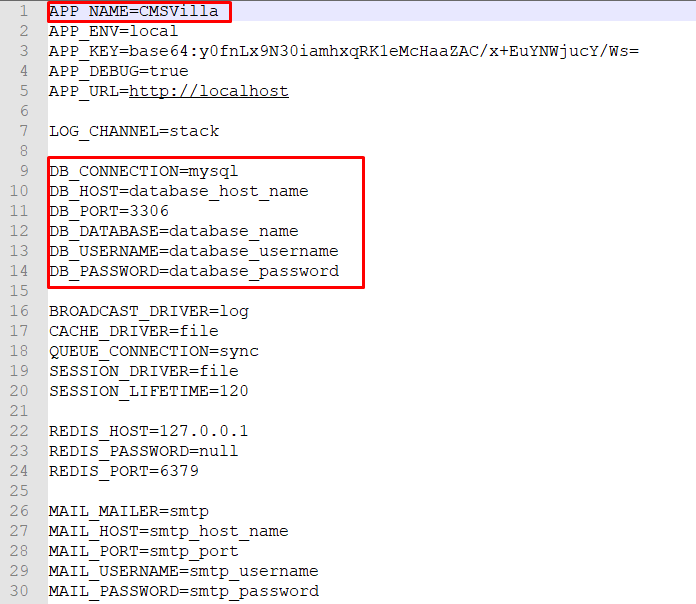 1 APP_NAME=CMSVilla
2 APP_ENV=local
3 APP_KEY=base64:y0fnLx9N30iamhxqRK1eMcHaaZAC/x+EuYNWjucY/Ws=
4 APP_DEBUG=true
5 APP_URL=http://localhost
6
7 LOG_CHANNEL=stack
8
9 DB_CONNECTION=mysql
10 DB_HOST=database_host_name
11 DB_PORT=3306
12 DB_DATABASE=database_name
13 DB_USERNAME=database_username
14 DB_PASSWORD=database_password
15
16 BROADCAST_DRIVER=log
17 CACHE_DRIVER=file
18 QUEUE_CONNECTION=sync
19 SESSION_DRIVER=file
20 SESSION_LIFETIME=120
21
22 REDIS_HOST=127.0.0.1
23 REDIS_PASSWORD=null
24 REDIS_PORT=6379
25
26 MAIL_MAILER=smtp
27 MAIL_HOST=smtp_host_name
28 MAIL_PORT=smtp_port
29 MAIL_USERNAME=smtp_username
30 MAIL_PASSWORD=smtp_password